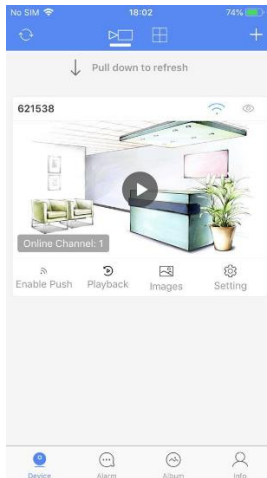 No SIM 18:02 74%
Pull down to refresh
621538
Online Channel: 1
Enable Push Playback Images Setting
Device Alarm Album Info